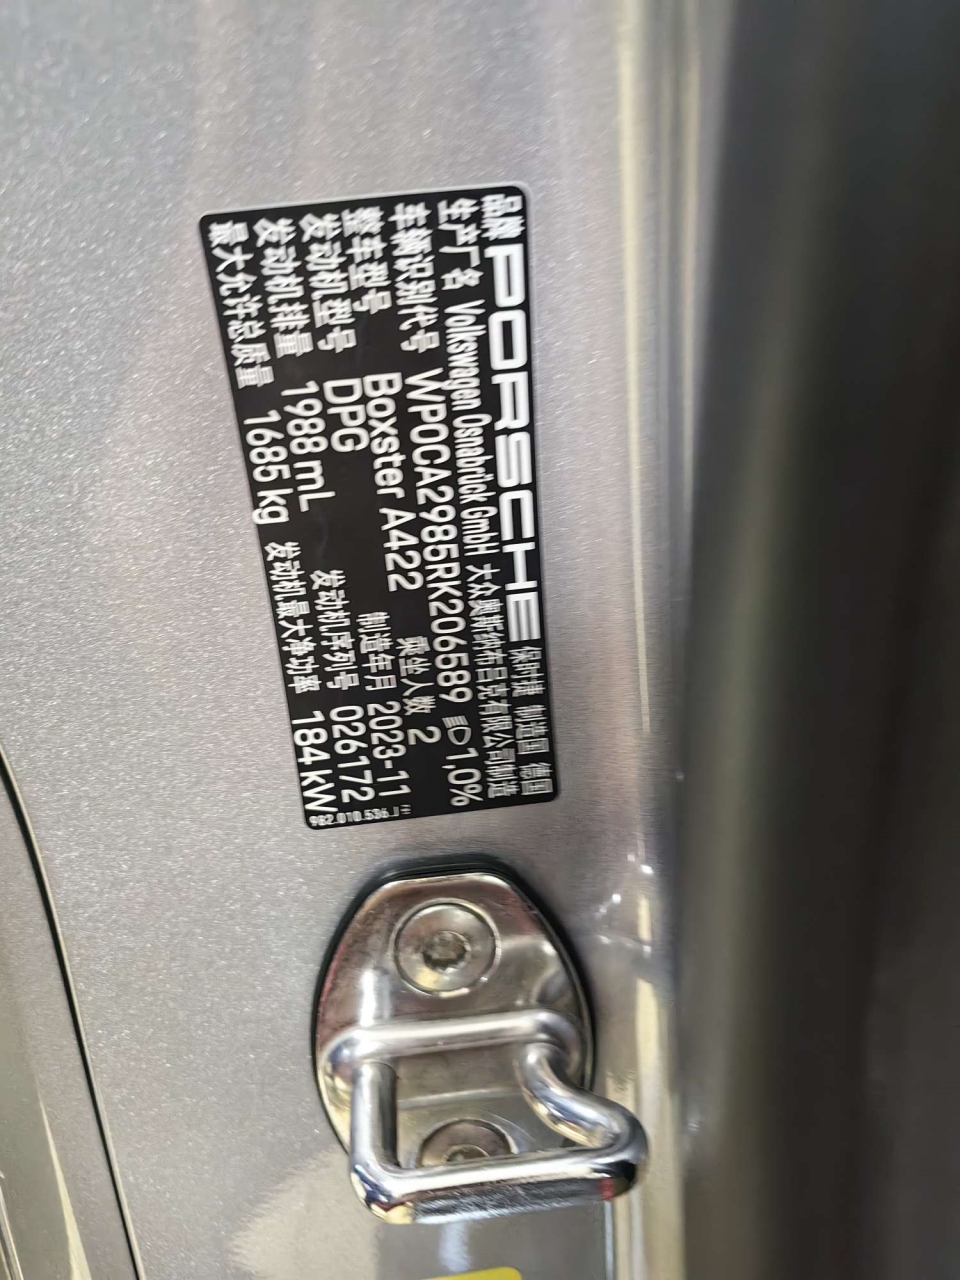 品牌 PORSCHE 保时捷 制造国 德国
生产厂名 Volkswagen Osnabrück GmbH 大众奥斯纳布吕克有限公司制造
车辆识别代号 WP0CA2985RK206589 1,0%
整车型号 Boxster A422 乘坐人数 2
发动机型号 DPG 制造年月 2023-11
发动机排量 1988 mL 发动机序列号 026172
最大允许总质量 1685 kg 发动机最大净功率 184 kW
982.010.536.J